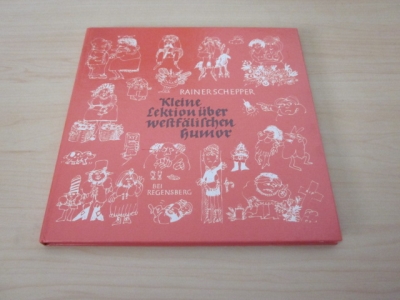 RAINER SCHEPPER
Kleine
Lektion über
westfälischen
Humor
BEI
REGENSBERG